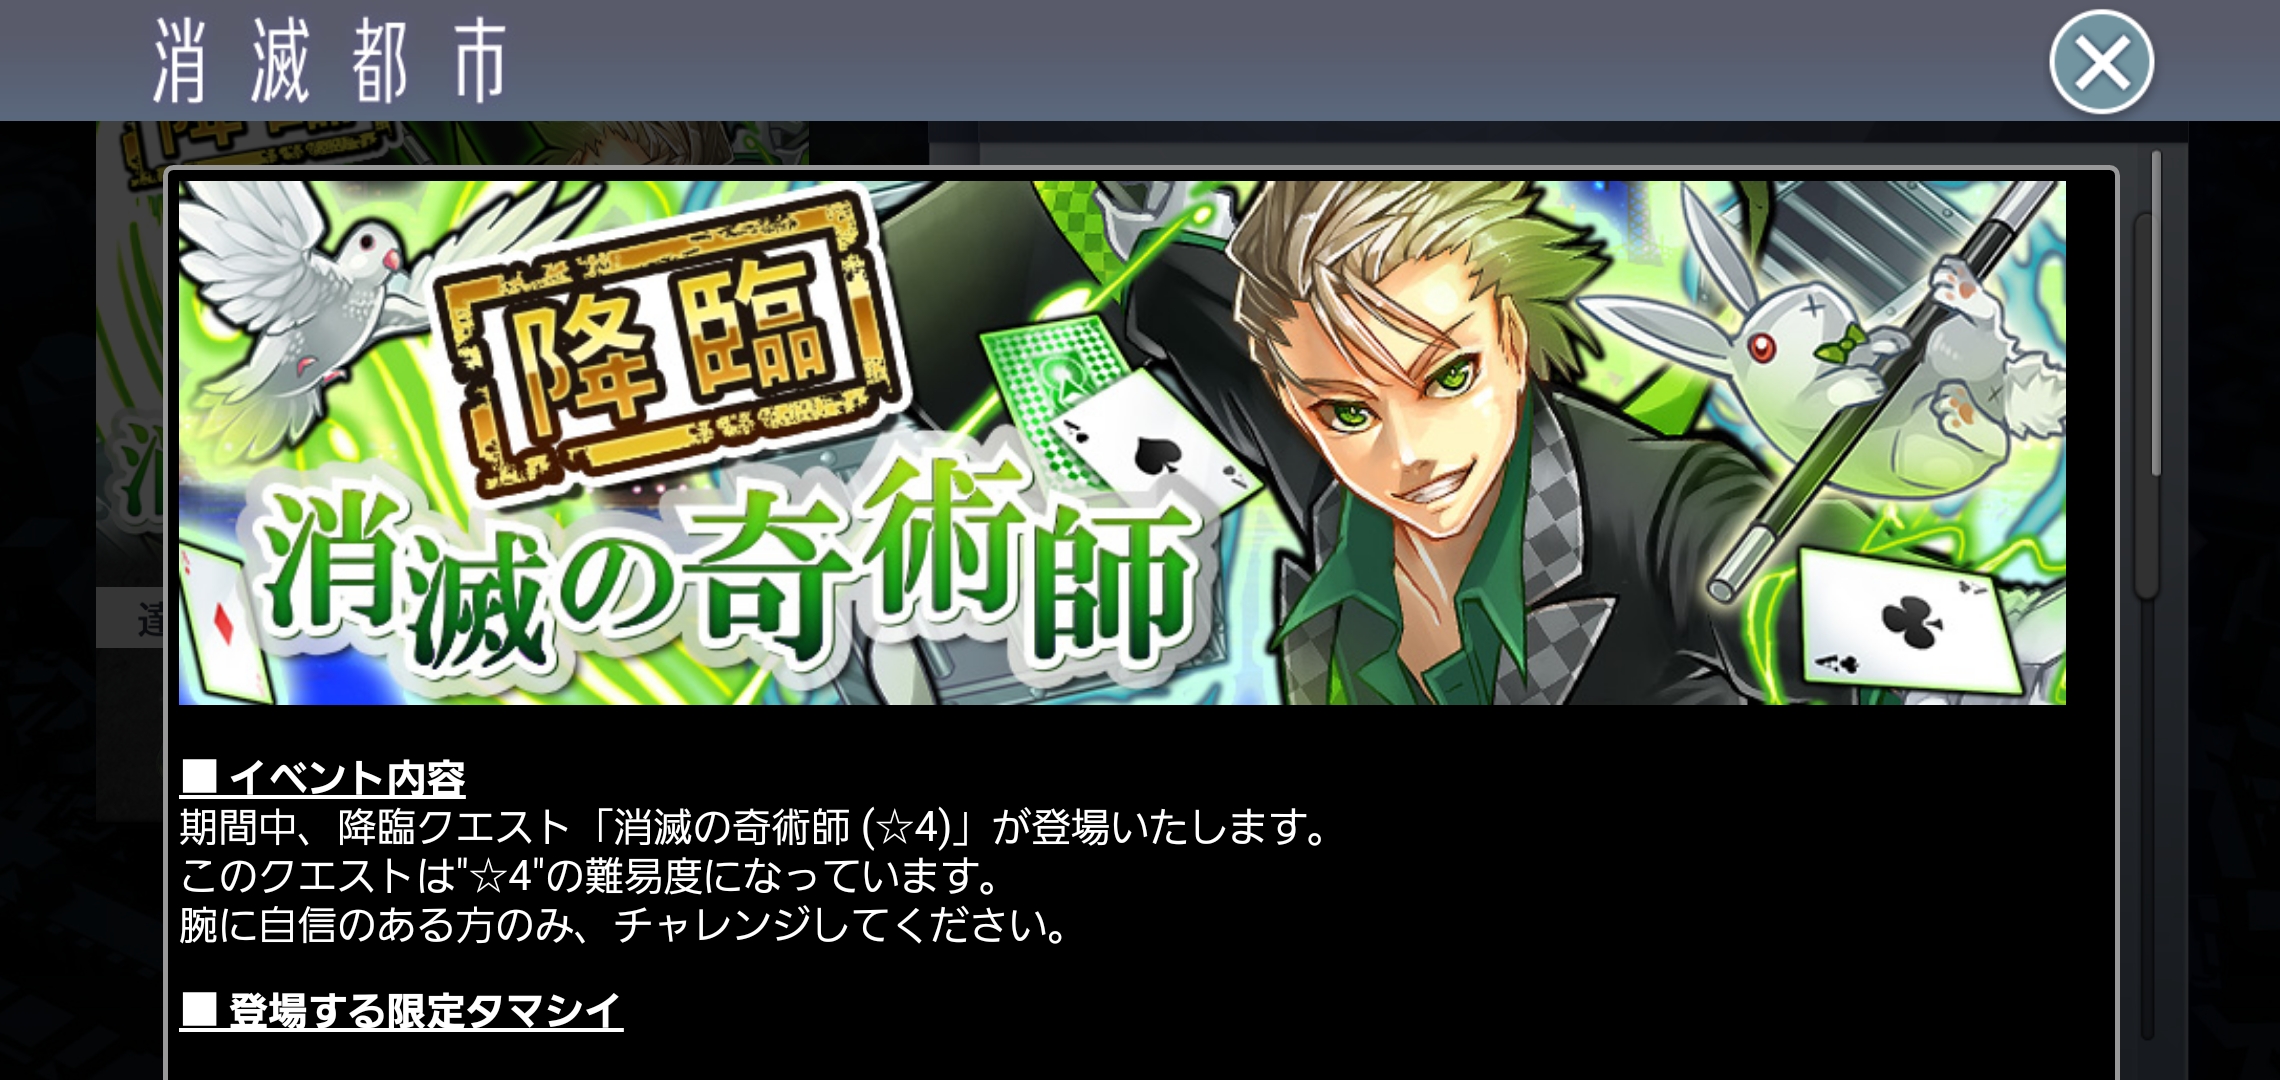 消滅都市
降臨
消滅の奇術師
■ イベント内容
期間中、降臨クエスト「消滅の奇術師 (☆4)」が登場いたします。
このクエストは"☆4"の難易度になっています。
腕に自信のある方のみ、チャレンジしてください。
■ 登場する限定タマシイ